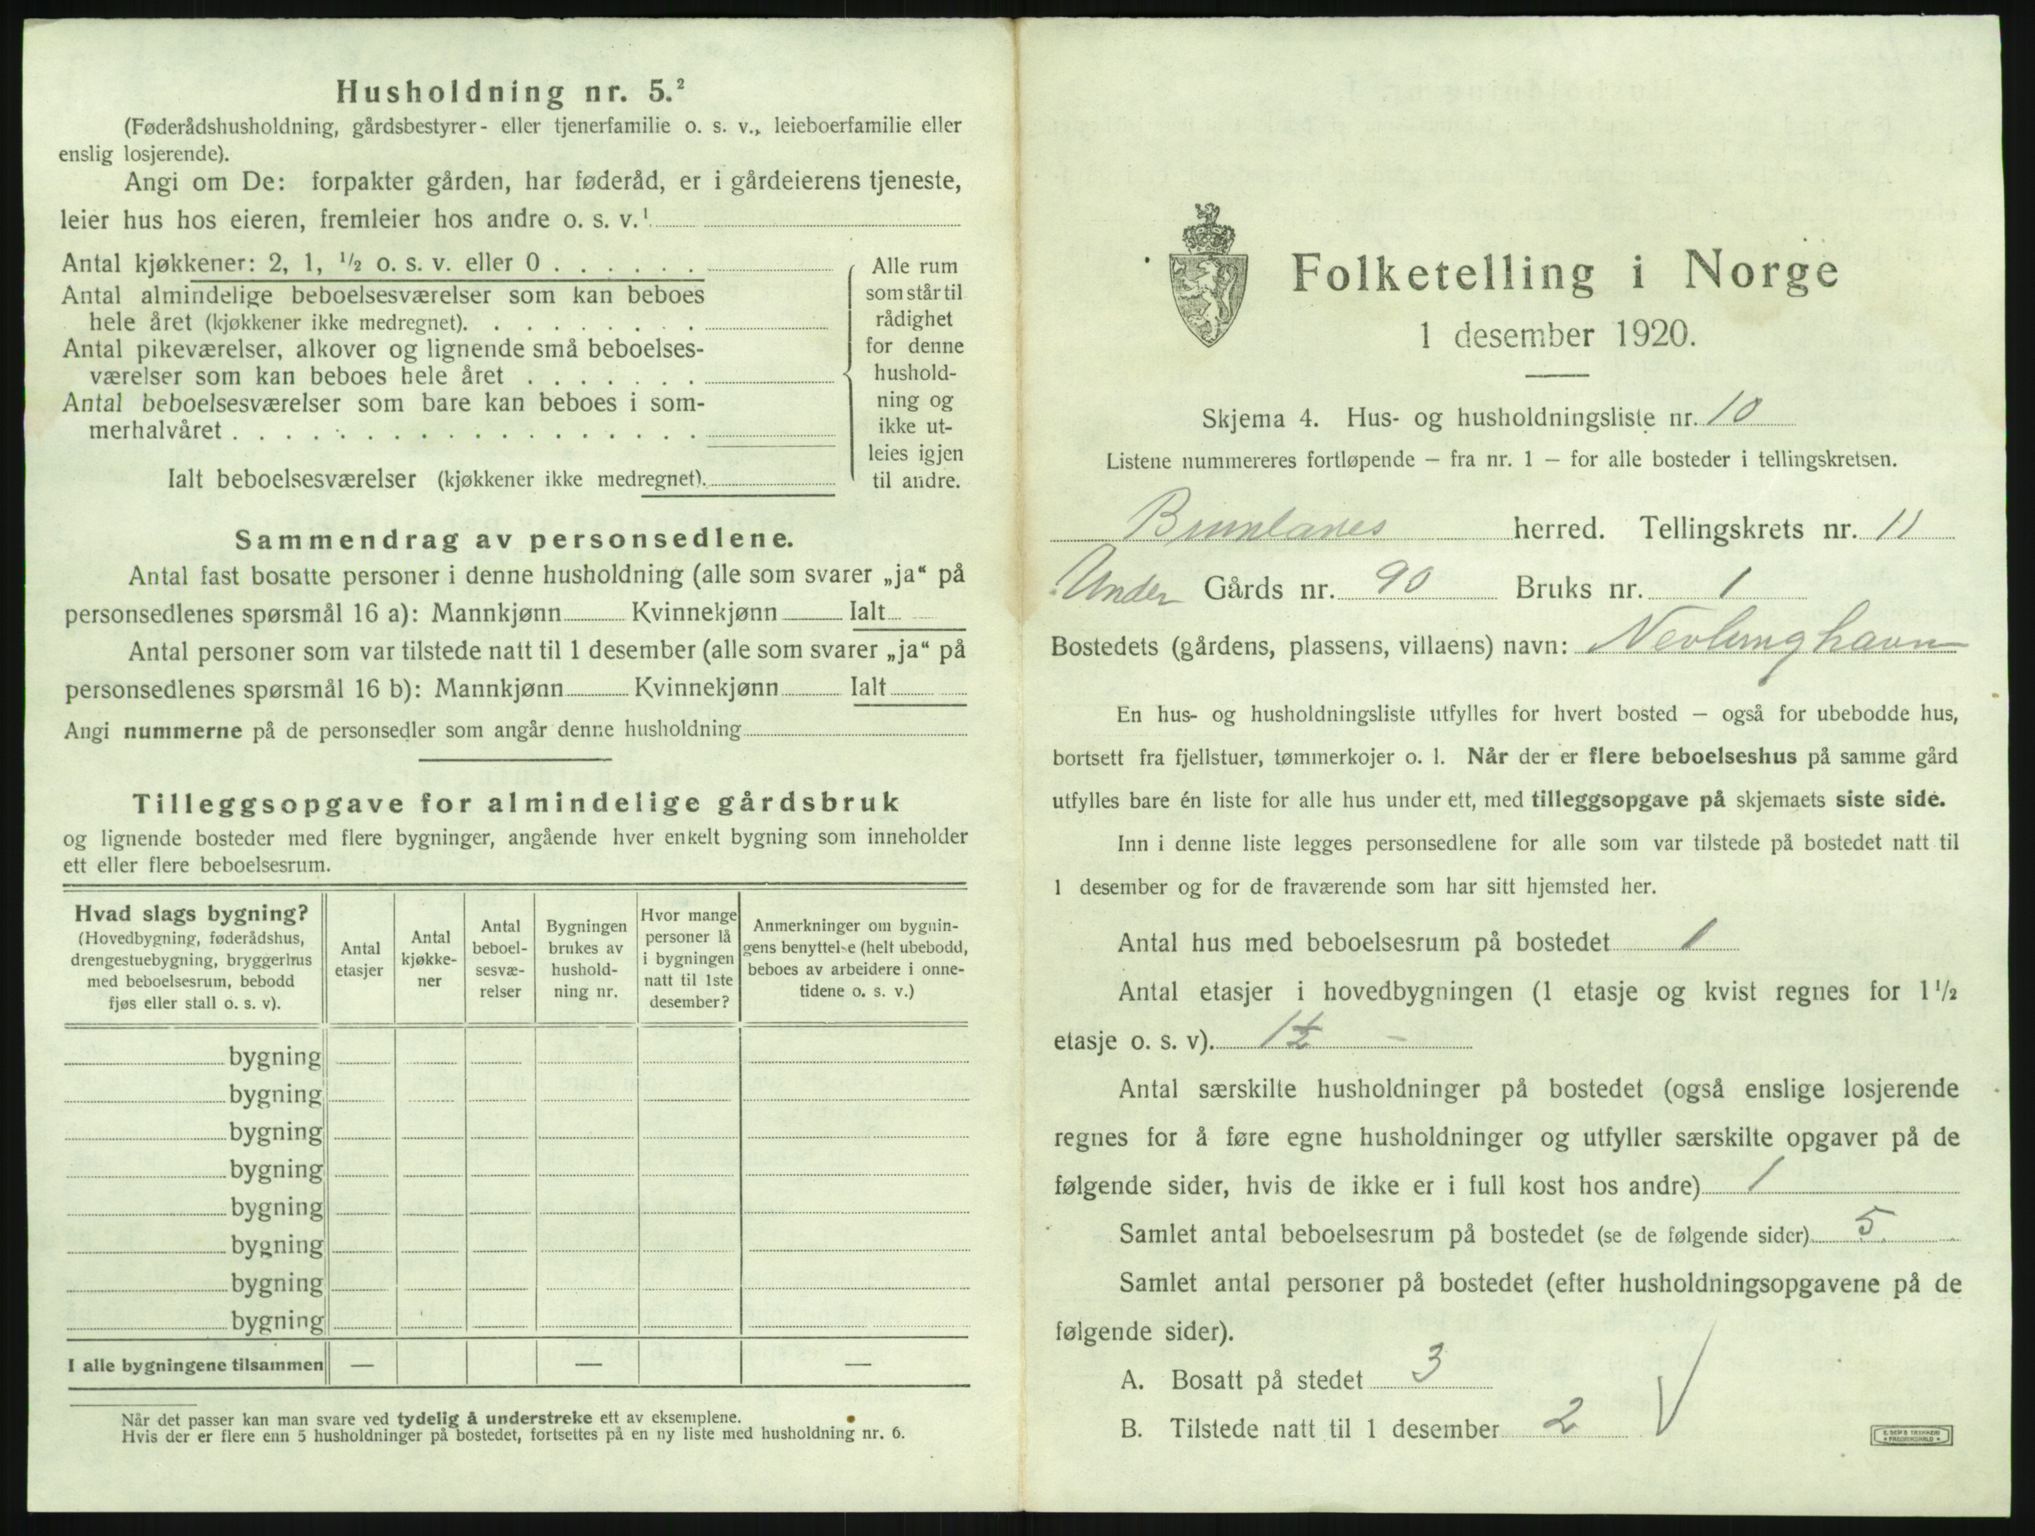 Husholdning nr. 5.²
(Føderådshusholdning, gårdsbestyrer- eller tjenerfamilie o. s. v., leieboerfamilie eller
enslig losjerende).
Angi om De: forpakter gården, har føderåd, er i gårdeierens tjeneste,
leier hus hos eieren, fremleier hos andre o. s. v.¹
Antal kjøkkener: 2, 1, ¹/₂ o. s. v. eller 0 . . . . . .
Antal almindelige beboelsesværelser som kan beboes
hele året (kjøkkener ikke medregnet). . . . . . . . .
Antal pikeværelser, alkover og lignende små beboelses-
værelser som kan beboes hele året . . . . . . .
Antal beboelsesværelser som bare kan beboes i som-
merhalvåret . . . . . . . . . . . . . . . . . .
Ialt beboelsesværelser (kjøkkener ikke medregnet).
Alle rum
som står til
rådighet
for denne
hushold-
ning og
ikke ut-
leies igjen
til andre.
Sammendrag av personsedlene.
Antal fast bosatte personer i denne husholdning (alle som svarer „ja“ på
personsedlenes spørsmål 16 a): Mannkjønn Kvinnekjønn Ialt
Antal personer som var tilstede natt til 1 desember (alle som svarer „ja“ på
personsedlenes spørsmål 16 b): Mannkjønn Kvinnekjønn Ialt
Angi nummerne på de personsedler som angår denne husholdning
Tilleggsopgave for almindelige gårdsbruk
og lignende bosteder med flere bygninger, angående hver enkelt bygning som inneholder
ett eller flere beboelsesrum.
Hvad slags bygning?
(Hovedbygning, føderådshus,
drengestuebygning, bryggerhus
med beboelsesrum, bebodd
fjøs eller stall o. s. v).
Antal
etasjer
Antal
kjøkke-
ner
Antal
beboel-
sesvæ-
relser
Bygningen
brukes av
hushold-
ning nr.
Hvor mange
personer lå
i bygningen
natt til 1ste
desember?
Anmerkninger om bygnin-
gens benyttelse (helt ubebodd,
beboes av arbeidere i onne-
tidene o. s. v.)
bygning
bygning
bygning
bygning
bygning
bygning
bygning
bygning
I alle bygningene tilsammen — — —
Når det passer kan man svare ved tydelig å understreke ett av eksemplene.
Hvis der er flere enn 5 husholdninger på bostedet, fortsettes på en ny liste med husholdning nr. 6.
Folketelling i Norge
1 desember 1920.
Skjema 4. Hus- og husholdningsliste nr. 10
Listene nummereres fortløpende — fra nr. 1 — for alle bosteder i tellingskretsen.
Brunlanes herred. Tellingskrets nr. 11
Under Gårds nr. 90 Bruks nr. 1
Bostedets (gårdens, plassens, villaens) navn: Nevlunghavn
En hus- og husholdningsliste utfylles for hvert bosted — også for ubebodde hus,
bortsett fra fjellstuer, tømmerkojer o. l. Når der er flere beboelseshus på samme gård
utfylles bare én liste for alle hus under ett, med tilleggsopgave på skjemaets siste side.
Inn i denne liste legges personsedlene for alle som var tilstede på bostedet natt til
1 desember og for de fraværende som har sitt hjemsted her.
Antal hus med beboelsesrum på bostedet 1
Antal etasjer i hovedbygningen (1 etasje og kvist regnes for 1 ¹/₂
etasje o. s. v). 1½ –
Antal særskilte husholdninger på bostedet (også enslige losjerende
regnes for å føre egne husholdninger og utfyller særskilte opgaver på de
følgende sider, hvis de ikke er i full kost hos andre) 1
Samlet antal beboelsesrum på bostedet (se de følgende sider) 5.
Samlet antal personer på bostedet (efter husholdningsopgavene på de
følgende sider).
A. Bosatt på stedet 3
B. Tilstede natt til 1 desember 2 V